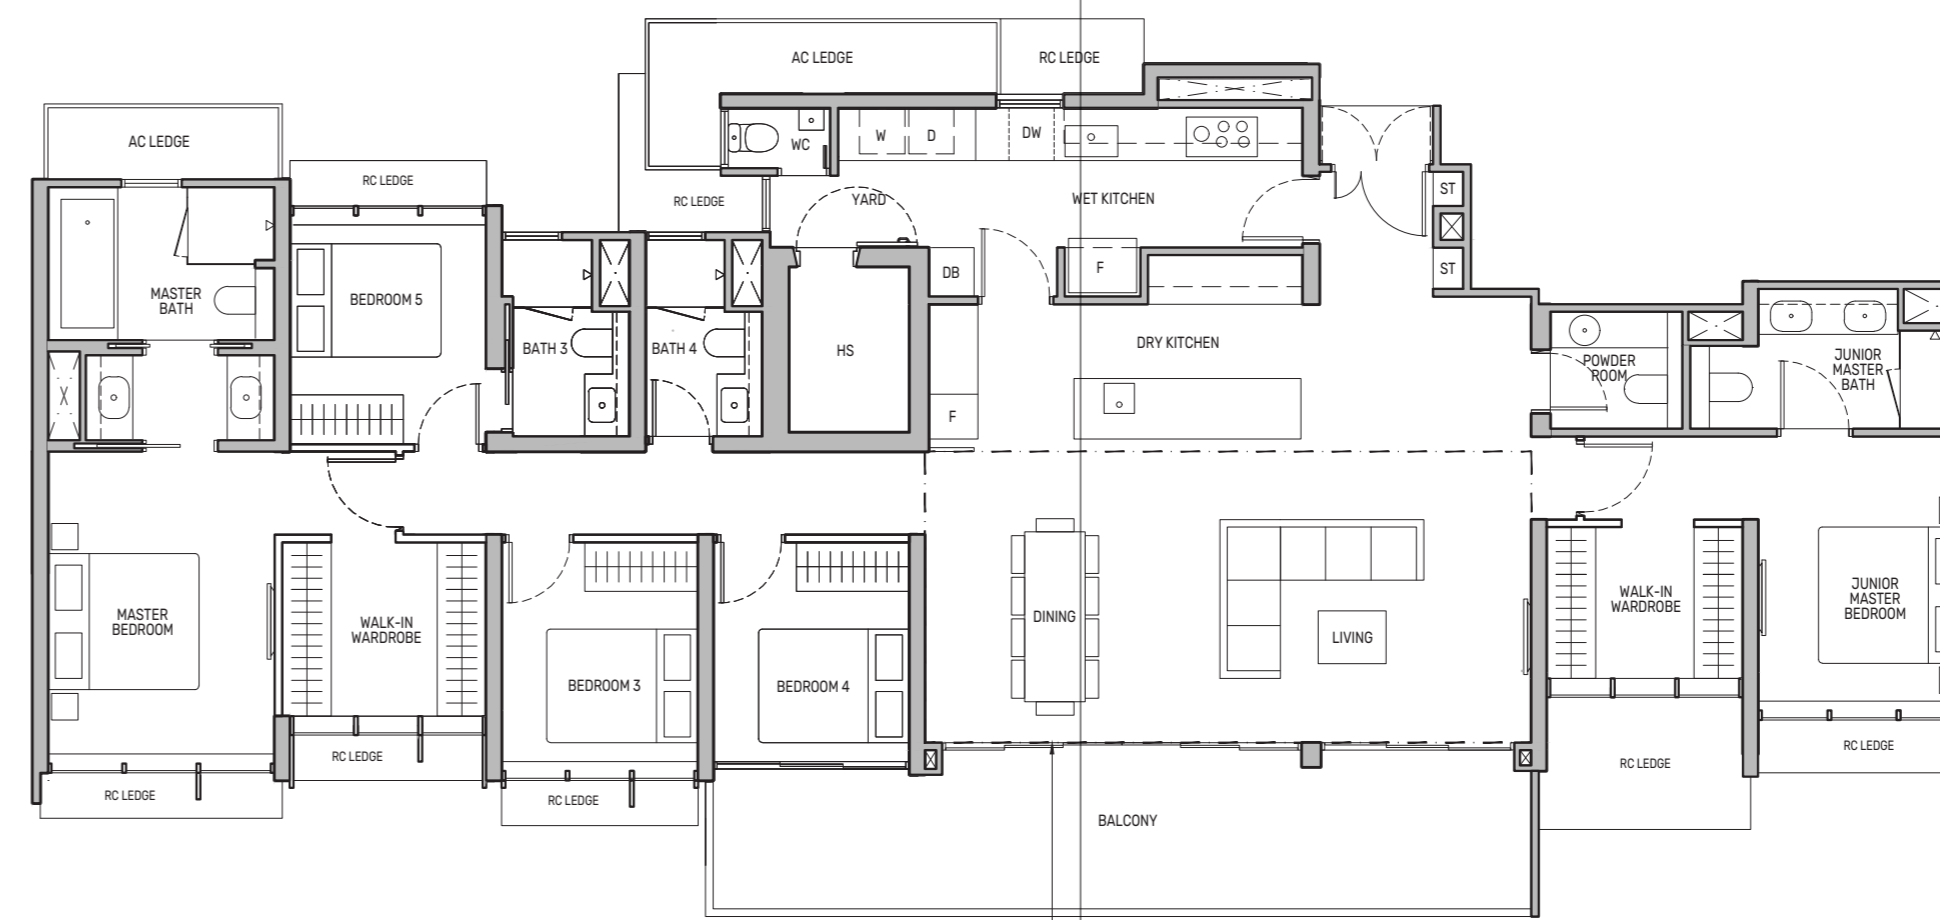 AC LEDGE
RC LEDGE
AC LEDGE
W
D
DW
WC
RC LEDGE
RC LEDGE
YARD
WET KITCHEN
ST
ST
MASTER
BATH
BEDROOM 5
DB
F
BATH 3
BATH 4
HS
DRY KITCHEN
POWDER
ROOM
JUNIOR
MASTER
BATH
F
MASTER
BEDROOM
WALK-IN
WARDROBE
BEDROOM 3
BEDROOM 4
DINING
LIVING
WALK-IN
WARDROBE
JUNIOR
MASTER
BEDROOM
RC LEDGE
RC LEDGE
RC LEDGE
BALCONY
RC LEDGE
RC LEDGE